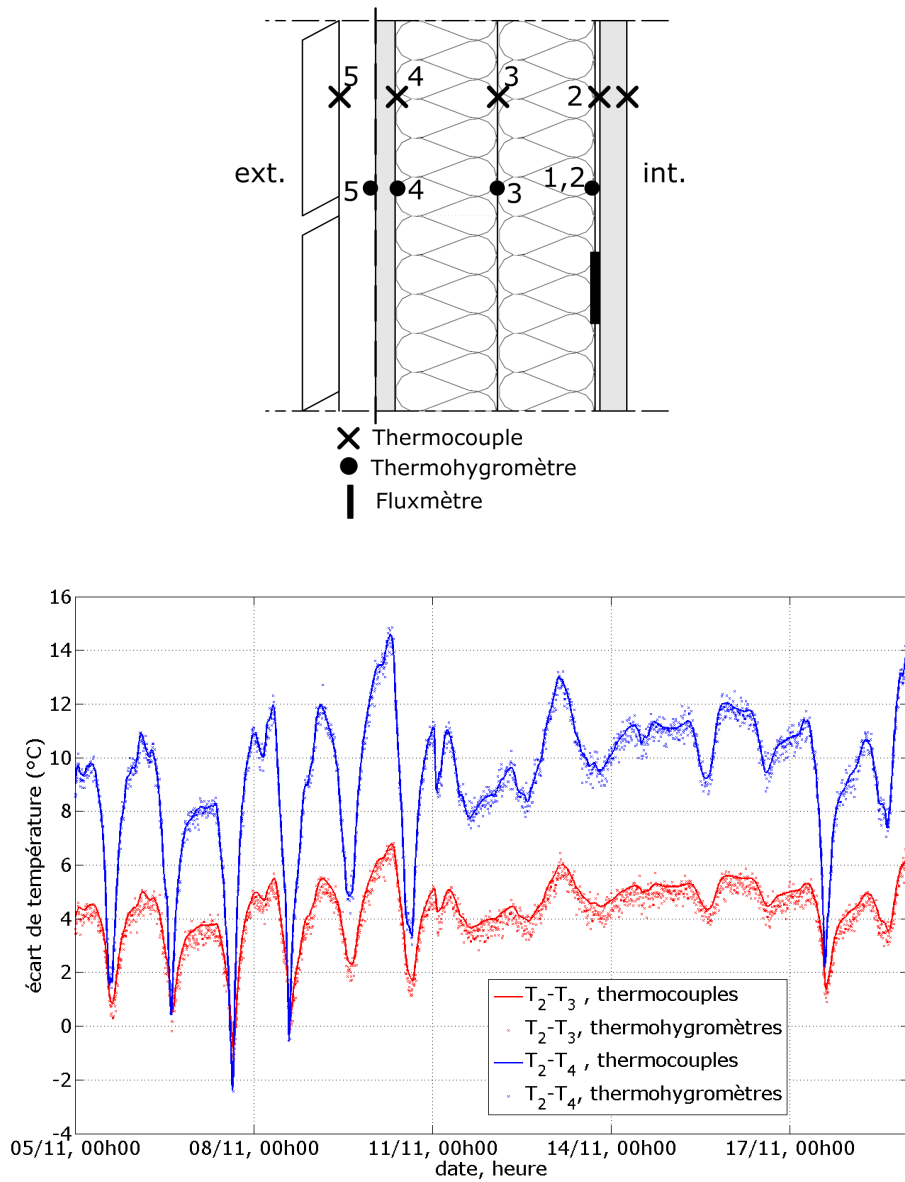 5
4
3
2
ext.
5
4
3
1,2
int.
Thermocouple
Thermohygromètre
Fluxmètre
16
14
12
10
8
6
4
2
0
-2
-4
écart de température (°C)
T2-T3 , thermocouples
T2-T3, thermohygromètres
T2-T4 , thermocouples
T2-T4, thermohygromètres
05/11, 00h00
08/11, 00h00
11/11, 00h00
14/11, 00h00
17/11, 00h00
date, heure